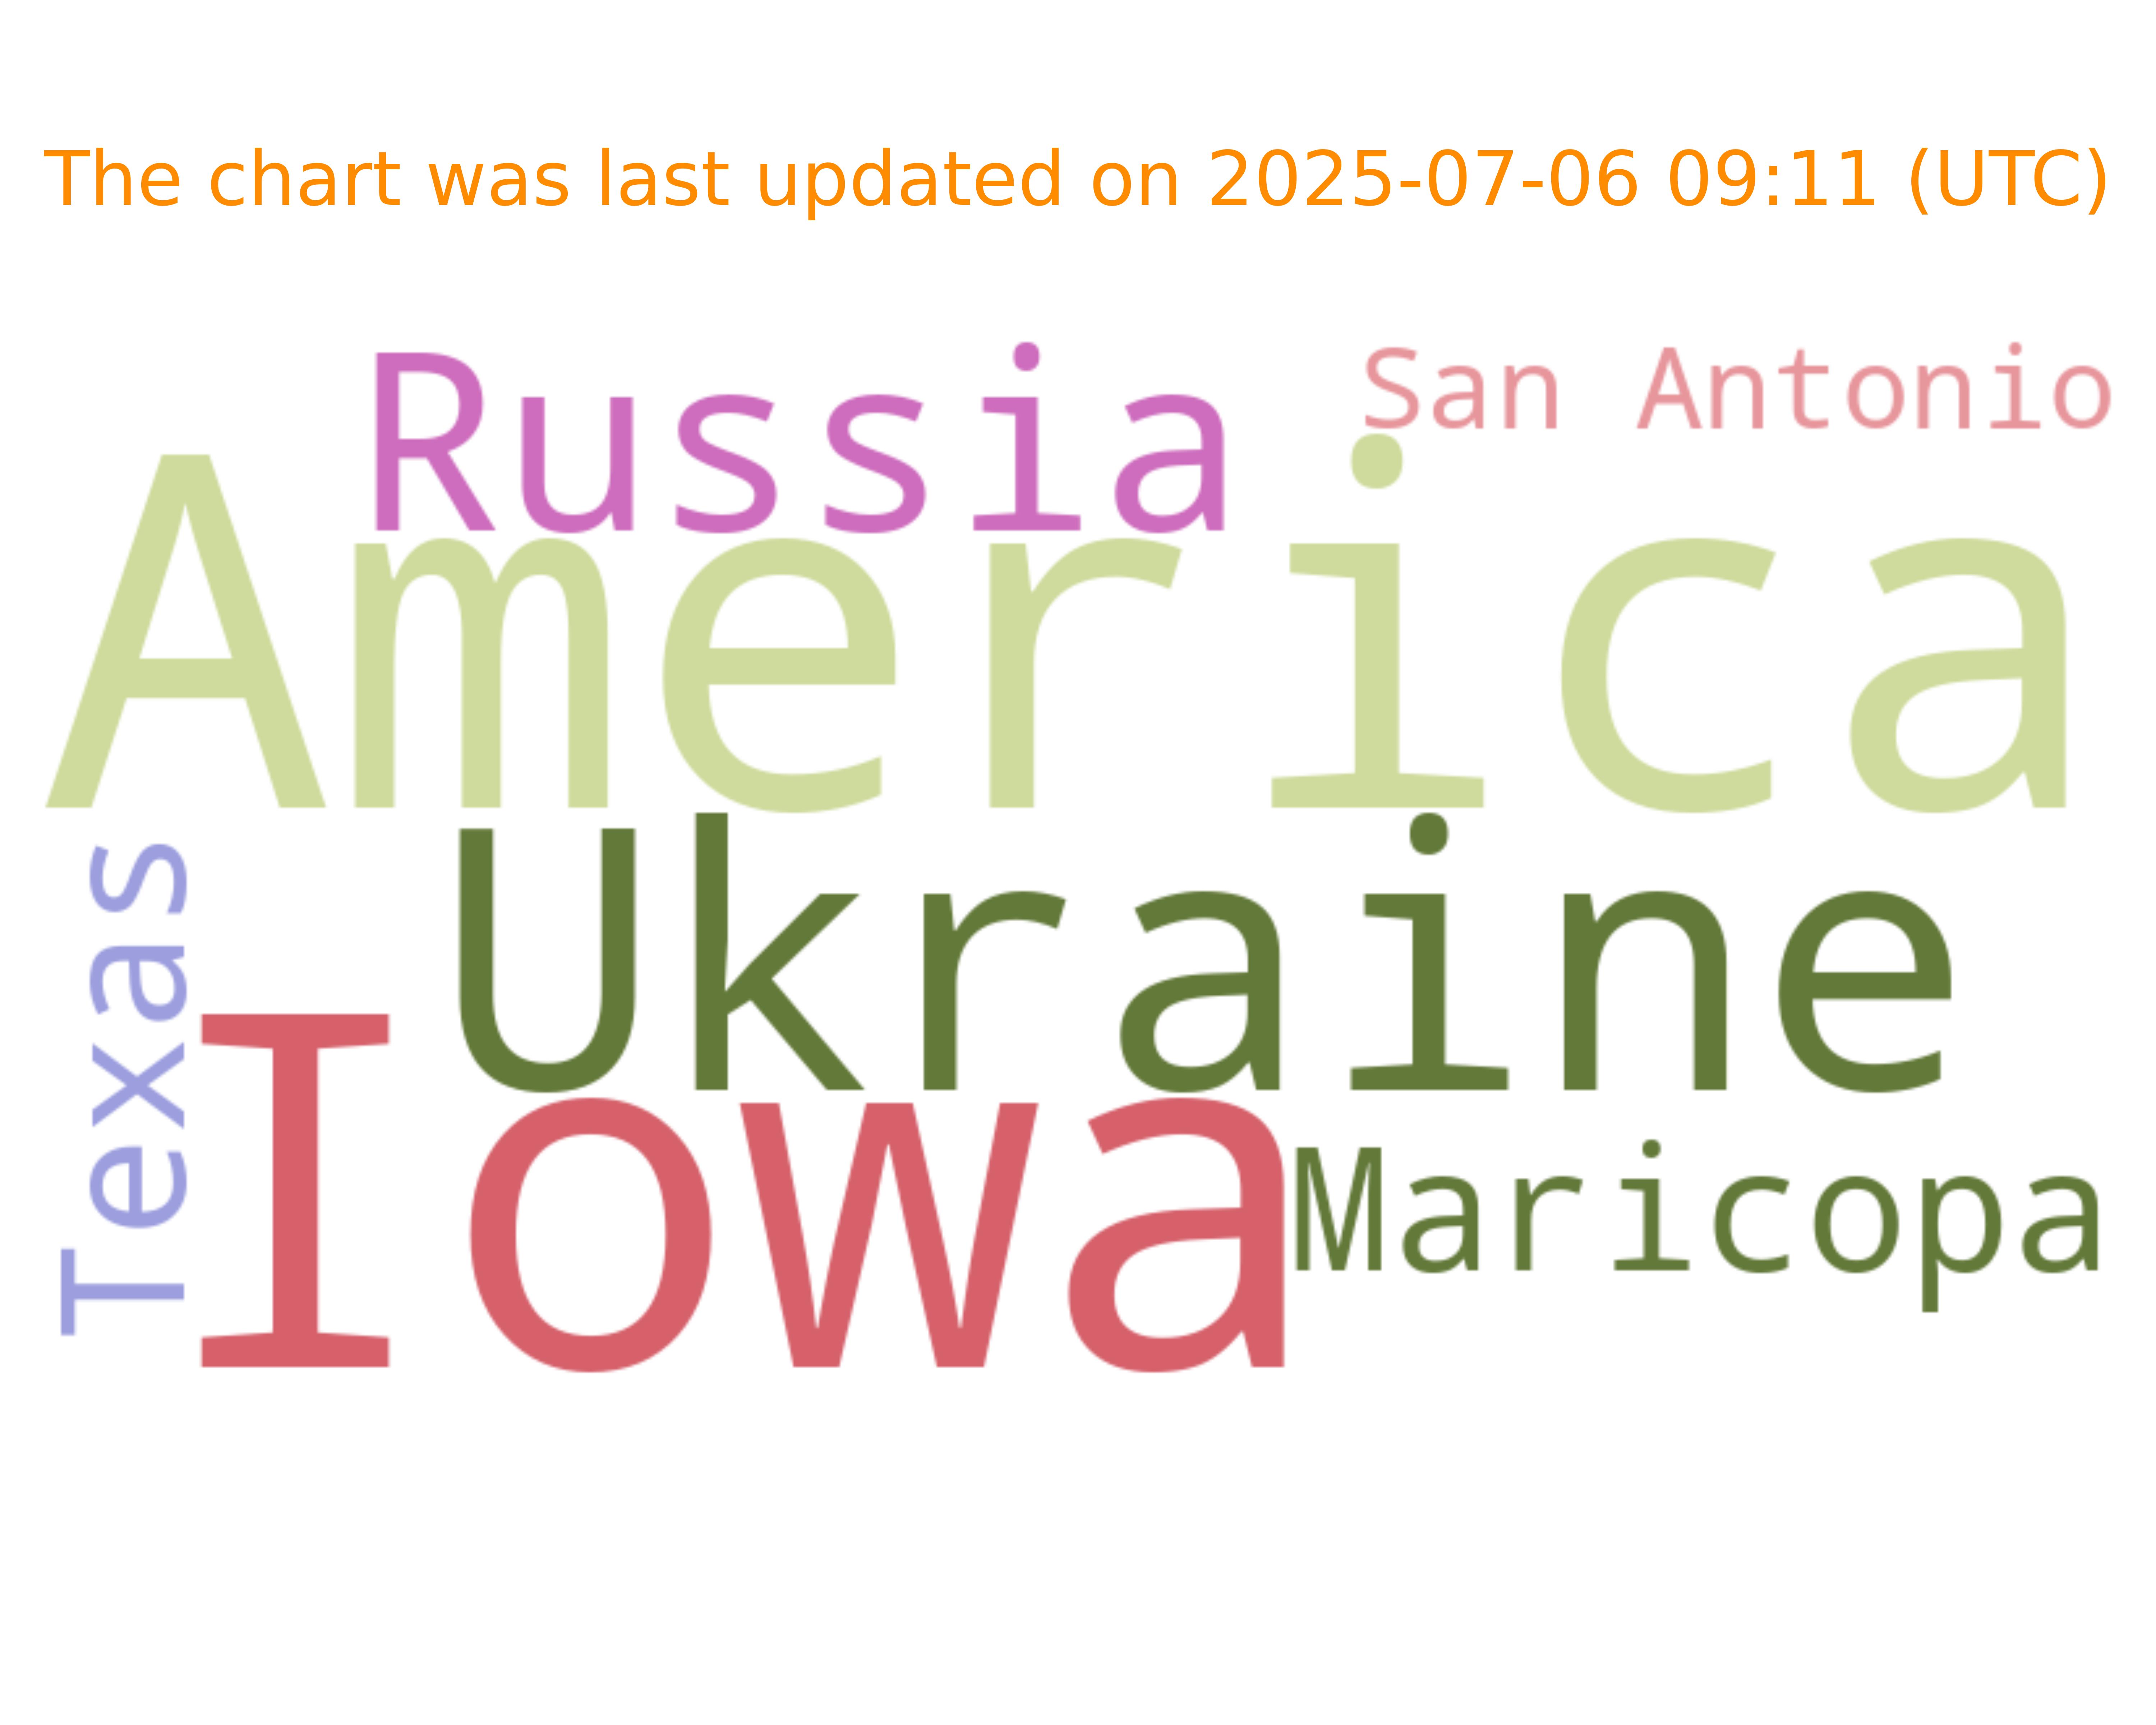 The chart was last updated on 2025-07-06 09:11 (UTC)
Russia
San Antonio
America
Ukraine
Texas
Iowa
Maricopa